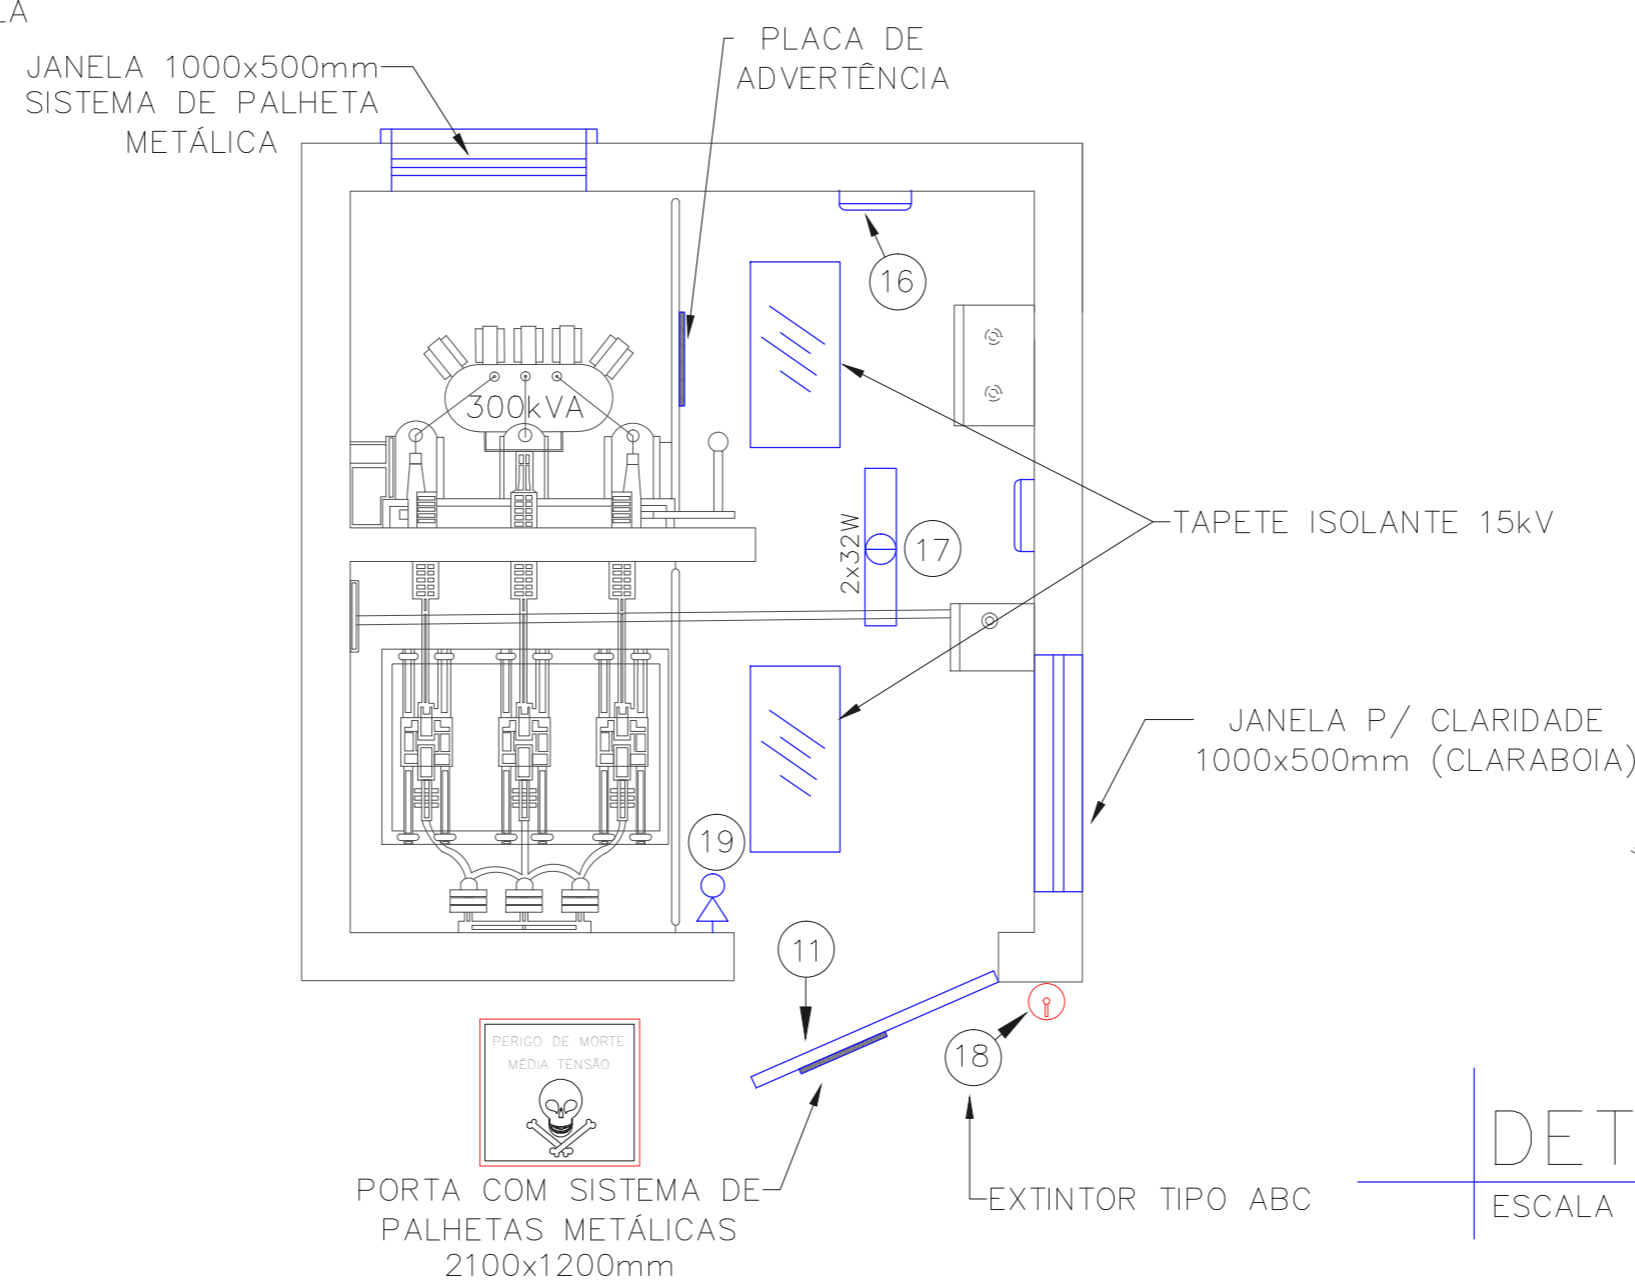 JANELA 1000x500mm
SISTEMA DE PALHETA
METÁLICA
PLACA DE
ADVERTÊNCIA
16
300kVA
TAPETE ISOLANTE 15kV
2x32W
17
JANELA P/ CLARIDADE
1000x500mm (CLARABOIA)
19
11
18
PERIGO DE MORTE
MÉDIA TENSÃO
PORTA COM SISTEMA DE
PALHETAS METÁLICAS
2100x1200mm
EXTINTOR TIPO ABC
DET
ESCALA